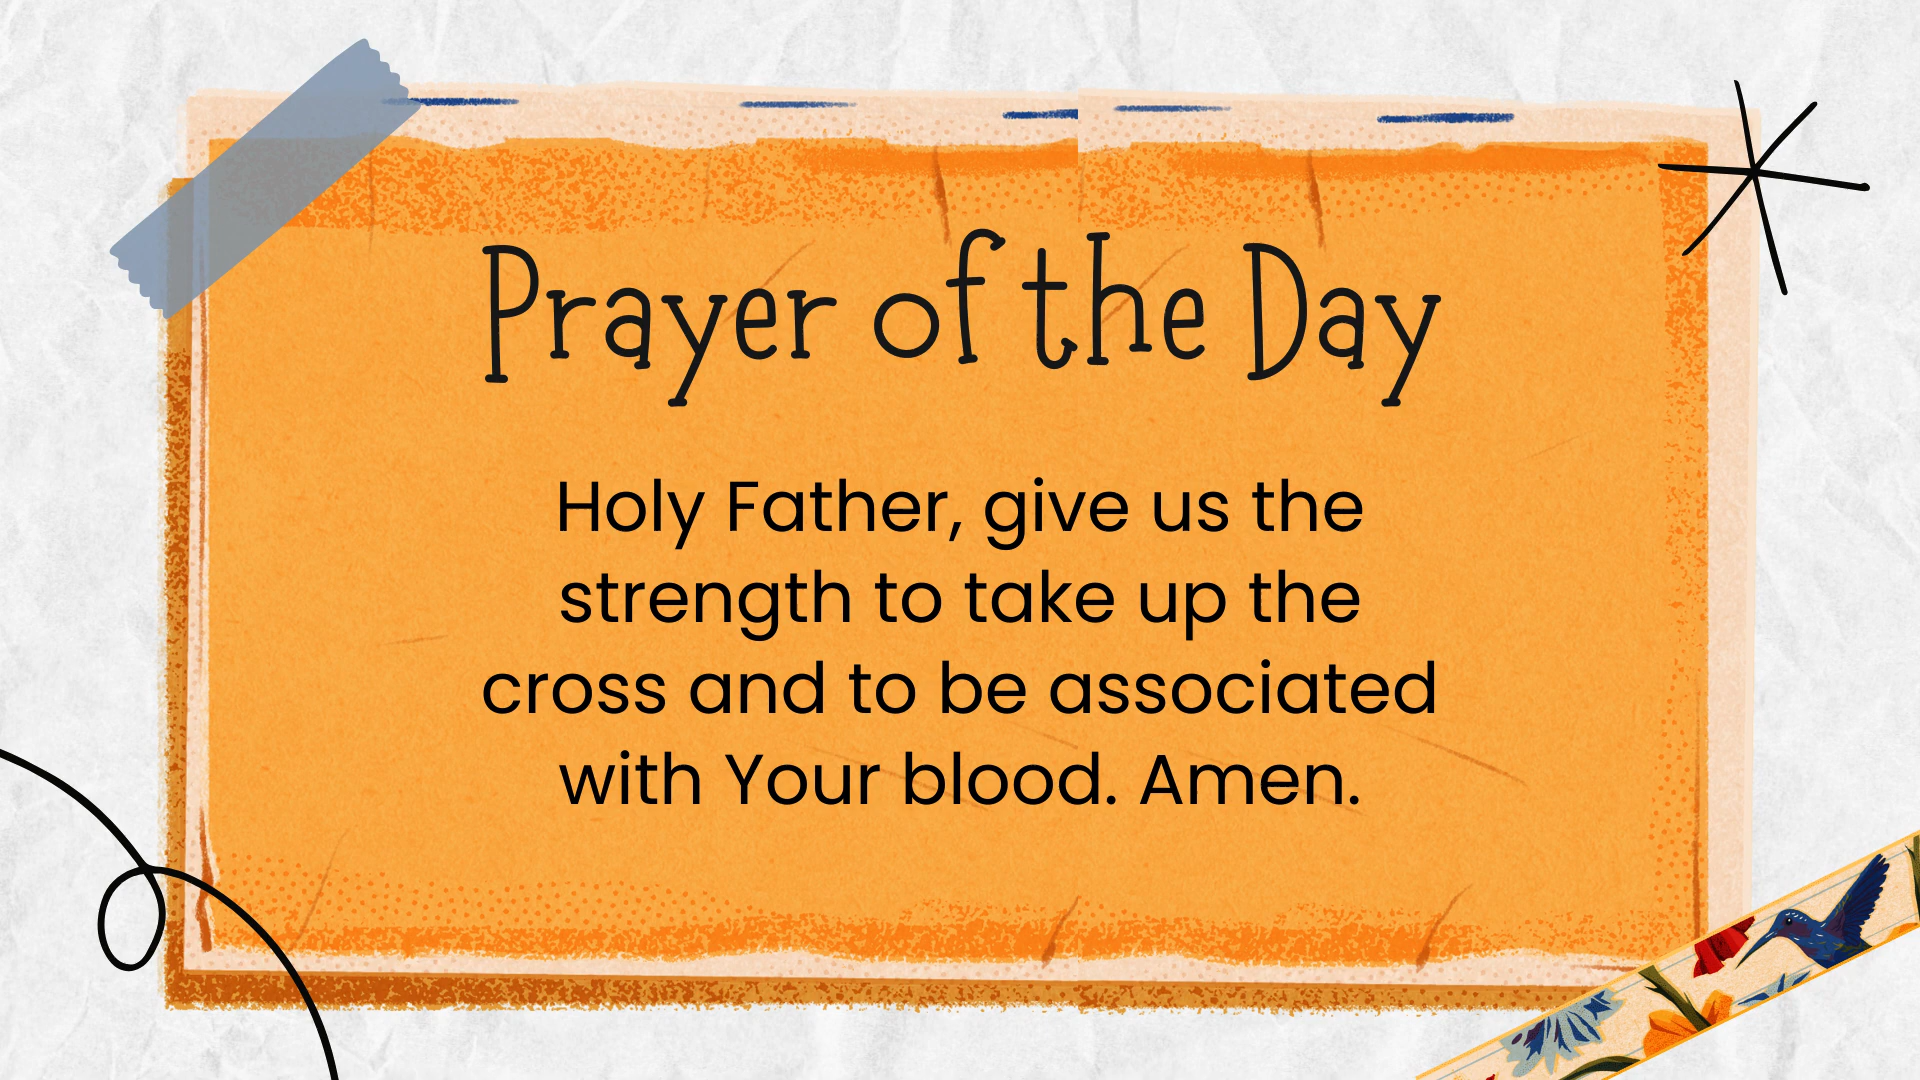 Prayer of the Day
Holy Father, give us the
strength to take up the
cross and to be associated
with Your blood. Amen.